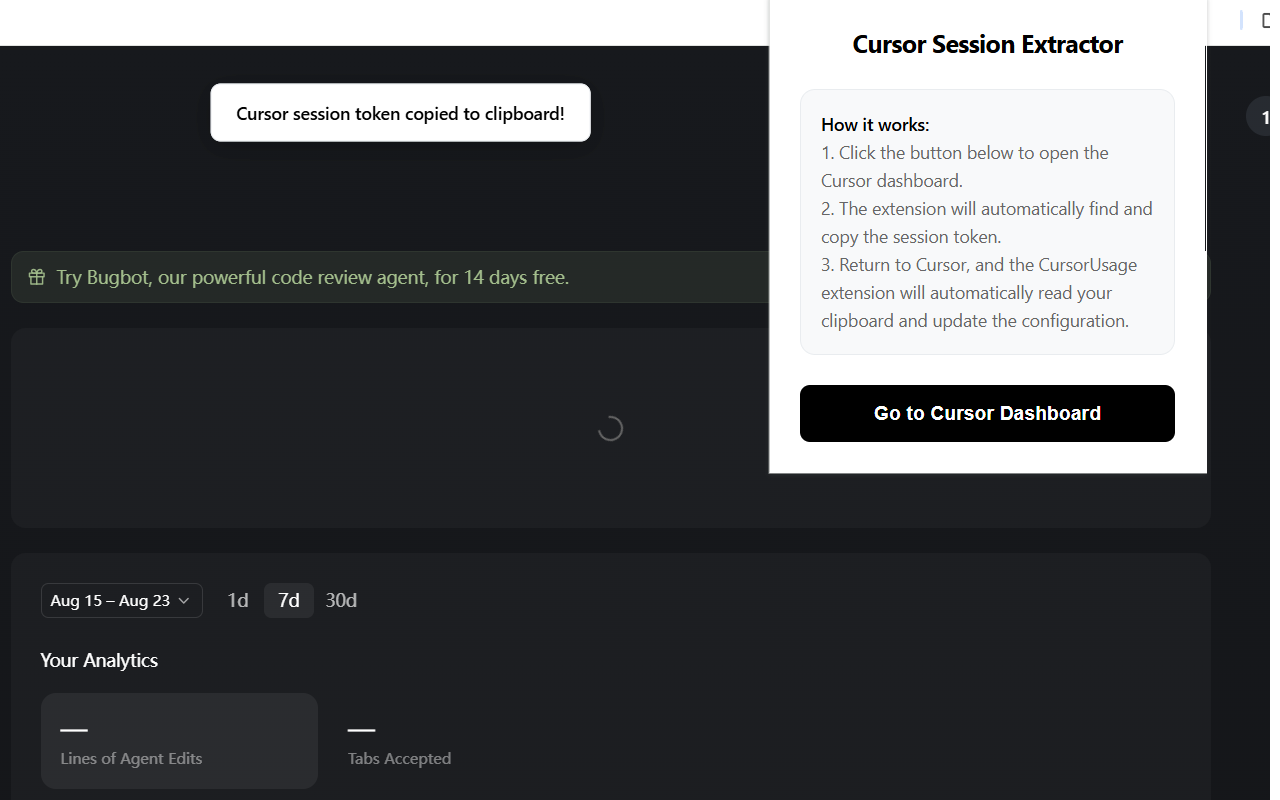 Cursor Session Extractor
Cursor session token copied to clipboard!
How it works:
1. Click the button below to open the
Cursor dashboard.
2. The extension will automatically find and
copy the session token.
3. Return to Cursor, and the CursorUsage
extension will automatically read your
clipboard and update the configuration.
Go to Cursor Dashboard
1
Try Bugbot, our powerful code review agent, for 14 days free.
Aug 15 – Aug 23 1d 7d 30d
Your Analytics
— —
Lines of Agent Edits Tabs Accepted